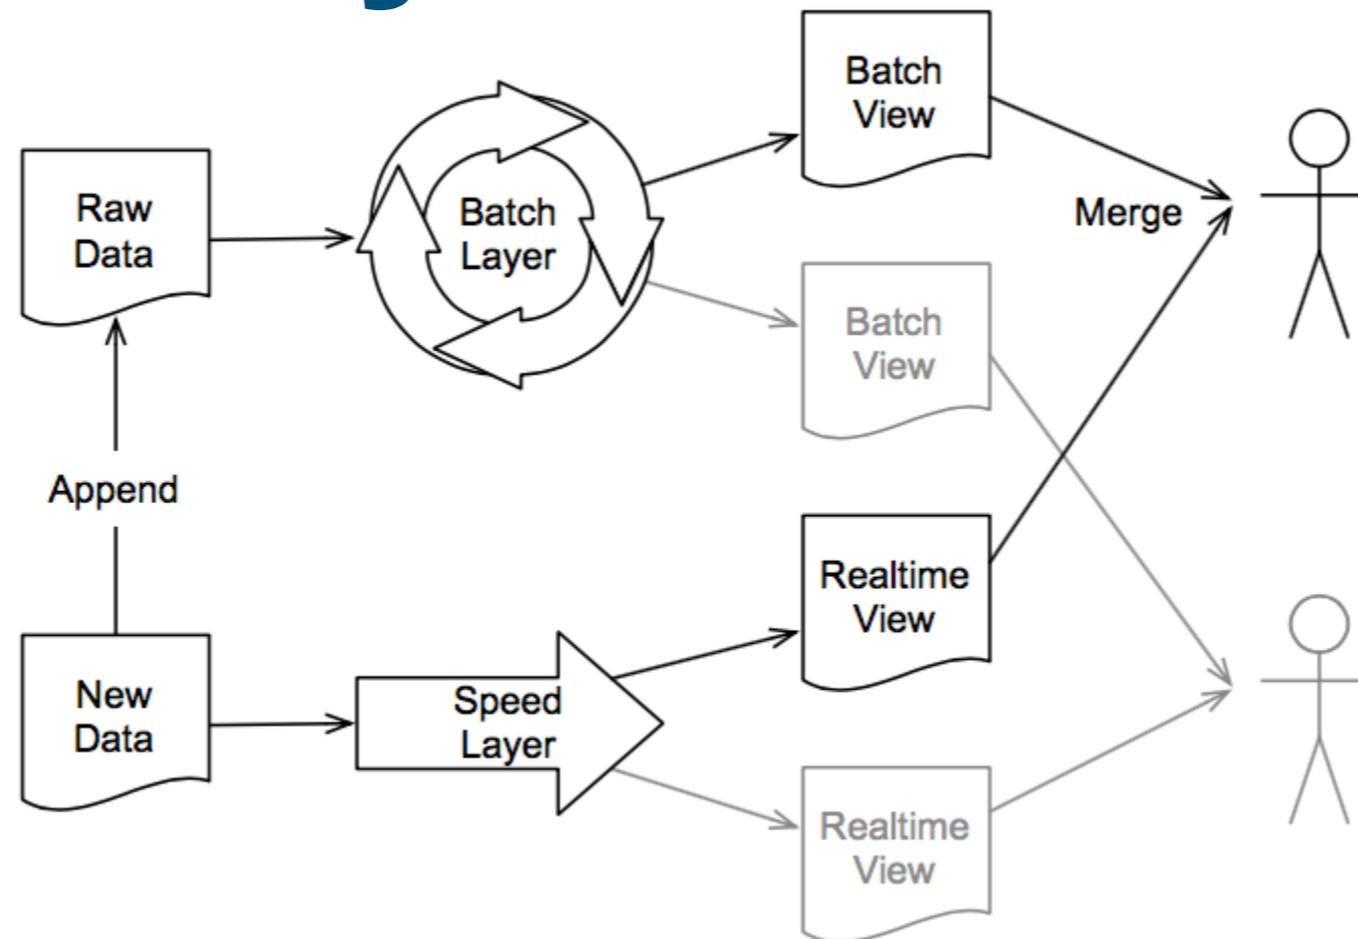 Batch
View
Raw
Data
Batch
Layer
Merge
Batch
View
Append
Realtime
View
New
Data
Speed
Layer
Realtime
View